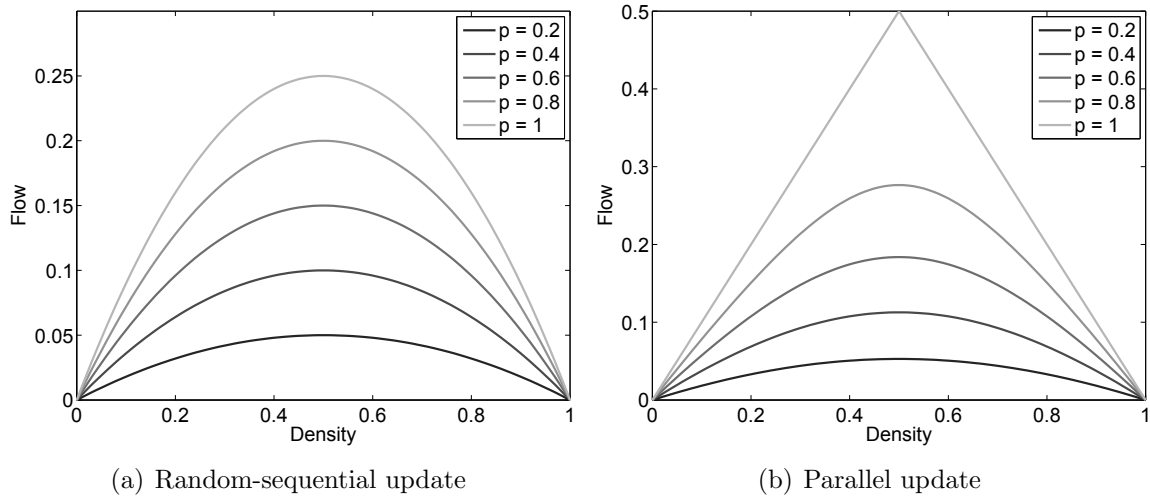 0.25
0.2
0.15
0.1
0.05
0
Flow
0 0.2 0.4 0.6 0.8 1
Density
p = 0.2
p = 0.4
p = 0.6
p = 0.8
p = 1
(a) Random-sequential update
0.5
0.4
0.3
0.2
0.1
0
Flow
0 0.2 0.4 0.6 0.8 1
Density
p = 0.2
p = 0.4
p = 0.6
p = 0.8
p = 1
(b) Parallel update